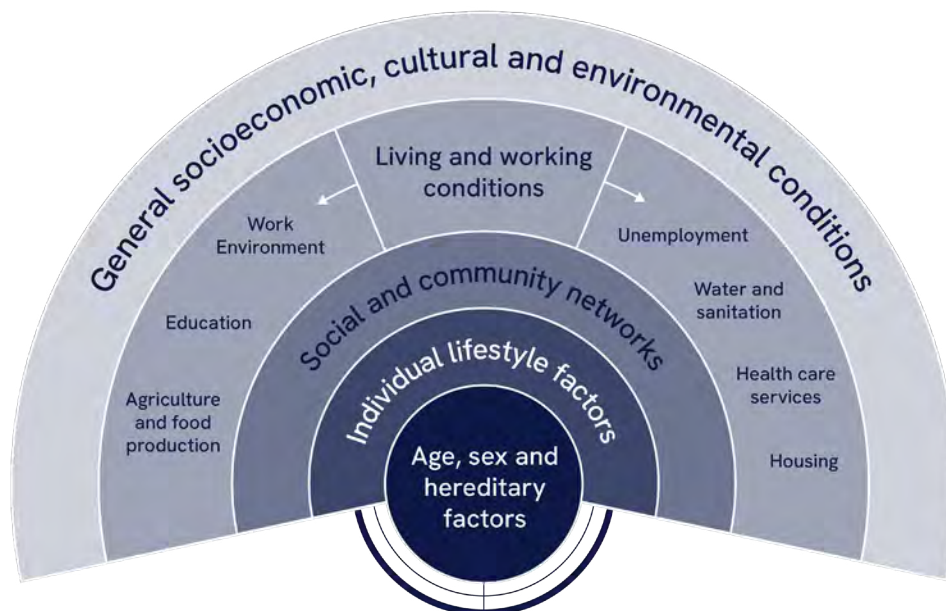 General socioeconomic, cultural and environmental conditions
Living and working
conditions
Work
Environment
Unemployment
Education
Water and
sanitation
Agriculture
and food
production
Health care
services
Housing
Social and community networks
Individual lifestyle factors
Age, sex and
hereditary
factors